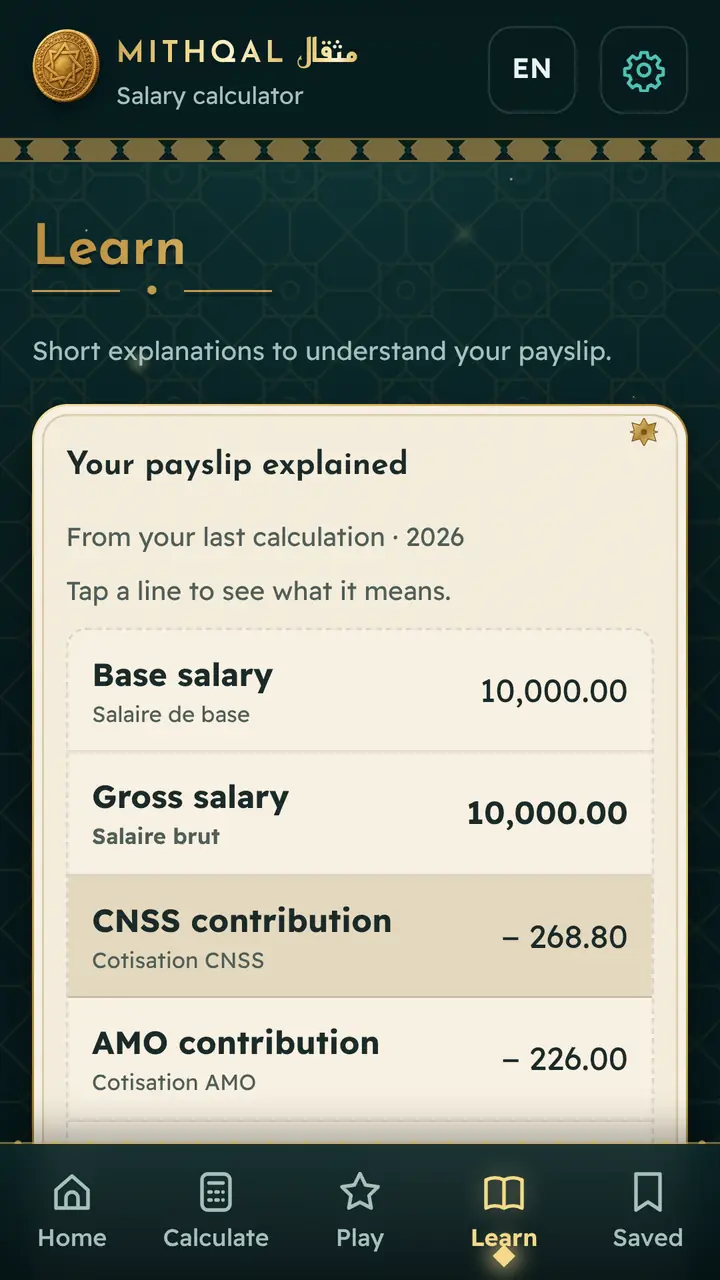 MITHQAL مثقال
Salary calculator
EN
Learn
Short explanations to understand your payslip.
Your payslip explained
From your last calculation · 2026
Tap a line to see what it means.
Base salary 10,000.00
Salaire de base
Gross salary 10,000.00
Salaire brut
CNSS contribution – 268.80
Cotisation CNSS
AMO contribution – 226.00
Cotisation AMO
Home Calculate Play Learn Saved